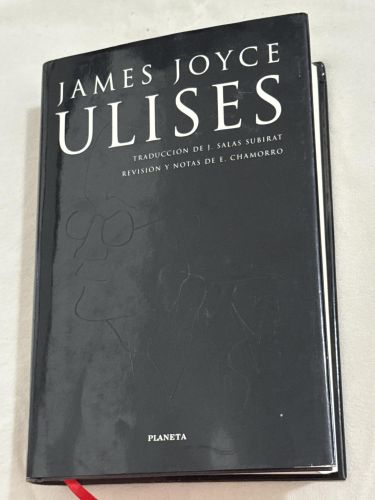 JAMES JOYCE
ULISES
TRADUCCIÓN DE J. SALAS SUBIRAT
REVISIÓN Y NOTAS DE E. CHAMORRO
PLANETA